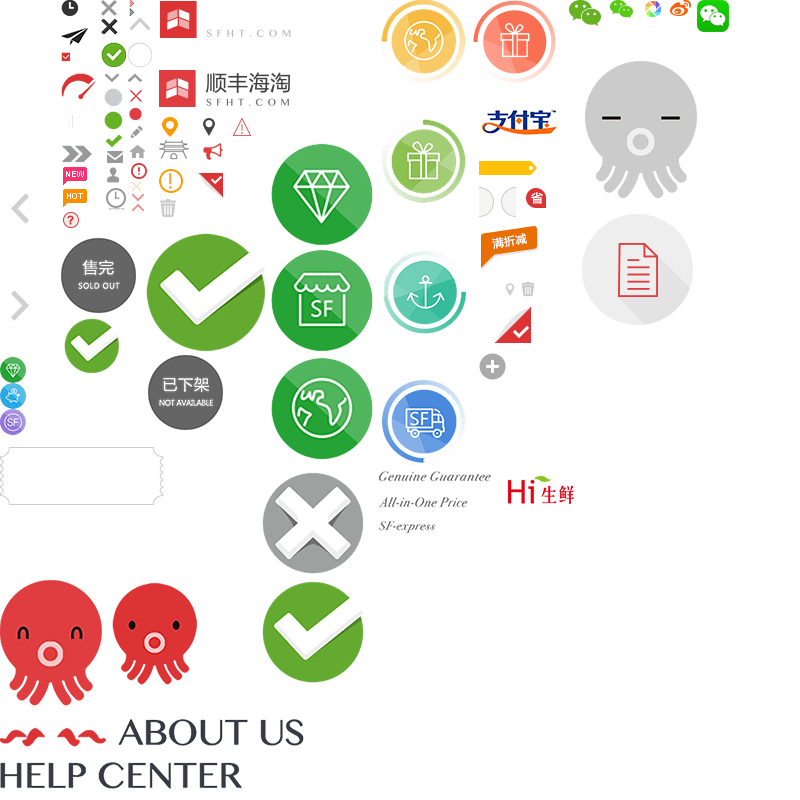 SFHT.COM
顺丰海淘
SFHT.COM
支付宝
NEW
HOT
省
满折减
售完
SOLD OUT
SF
已下架
NOT AVAILABLE
SF
SF
Genuine Guarantee
All-in-One Price
SF-express
Hi生鲜
ABOUT US
HELP CENTER